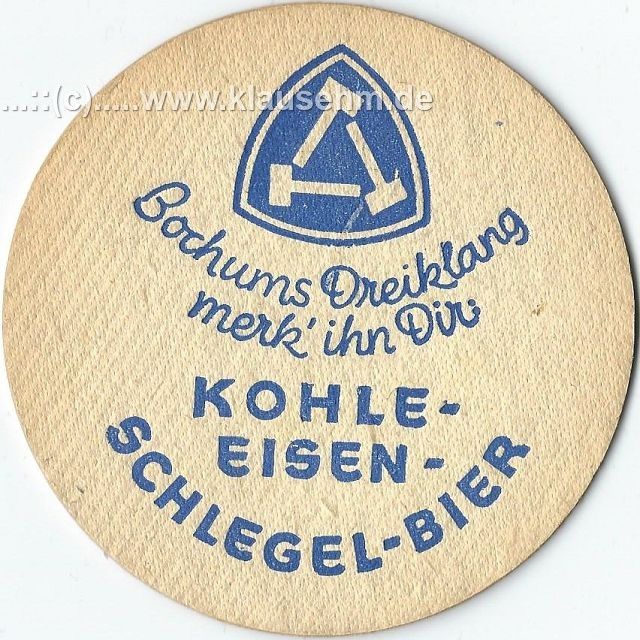 ...::(c).....www.klausehm.de
Bochums Dreiklang
merk' ihn Dir:
KOHLE-
EISEN-
SCHLEGEL-BIER